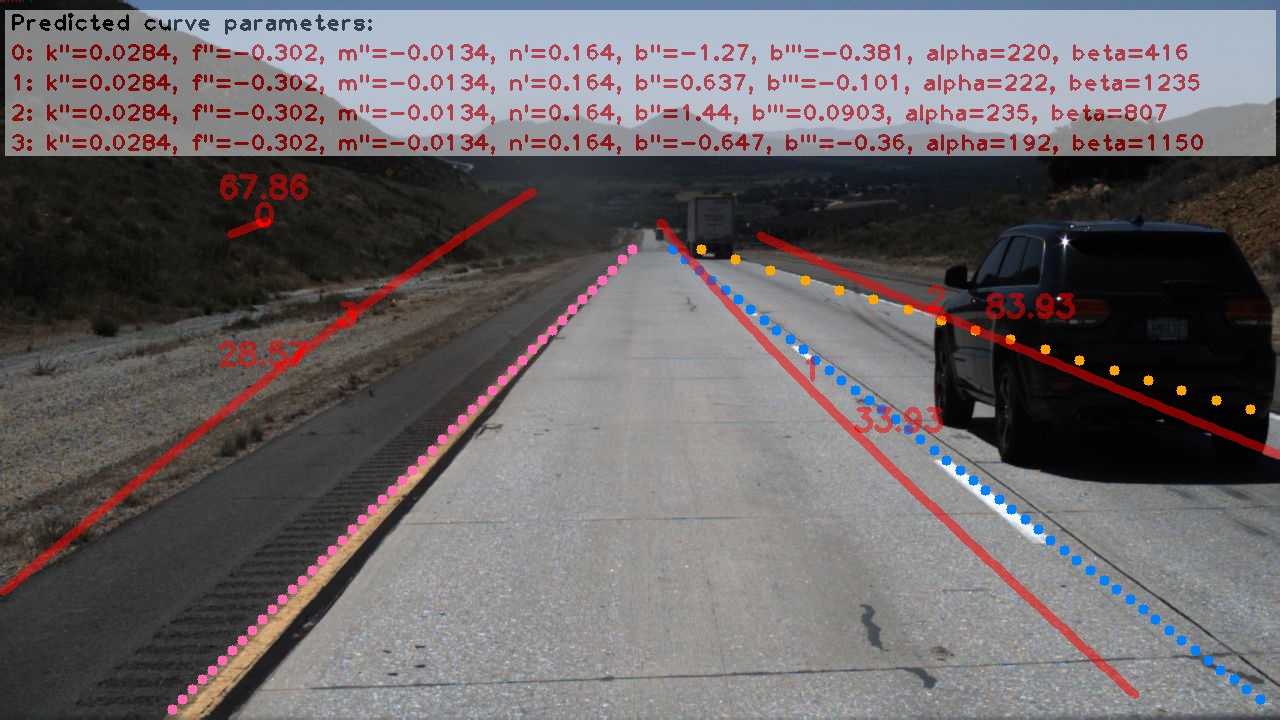 Predicted curve parameters:
0: k''=0.0284, f''=-0.302, m''=-0.0134, n'=0.164, b''=-1.27, b'''=-0.381, alpha=220, beta=416
1: k''=0.0284, f''=-0.302, m''=-0.0134, n'=0.164, b''=0.637, b'''=-0.101, alpha=222, beta=1235
2: k''=0.0284, f''=-0.302, m''=-0.0134, n'=0.164, b''=1.44, b'''=0.0903, alpha=235, beta=807
3: k''=0.0284, f''=-0.302, m''=-0.0134, n'=0.164, b''=-0.647, b'''=-0.36, alpha=192, beta=1150
67.86
0
2
83.93
3
28.57
1
33.93